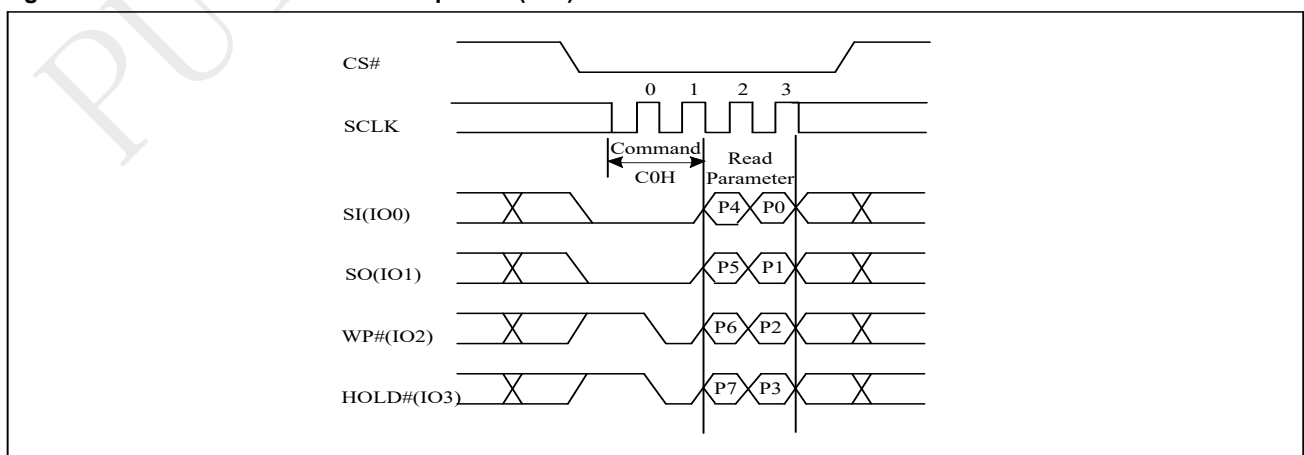 CS#
0 1 2 3
SCLK
Command
Read
C0H
Parameter
SI(IO0)
P4 P0
SO(IO1)
P5 P1
WP#(IO2)
P6 P2
HOLD#(IO3)
P7 P3